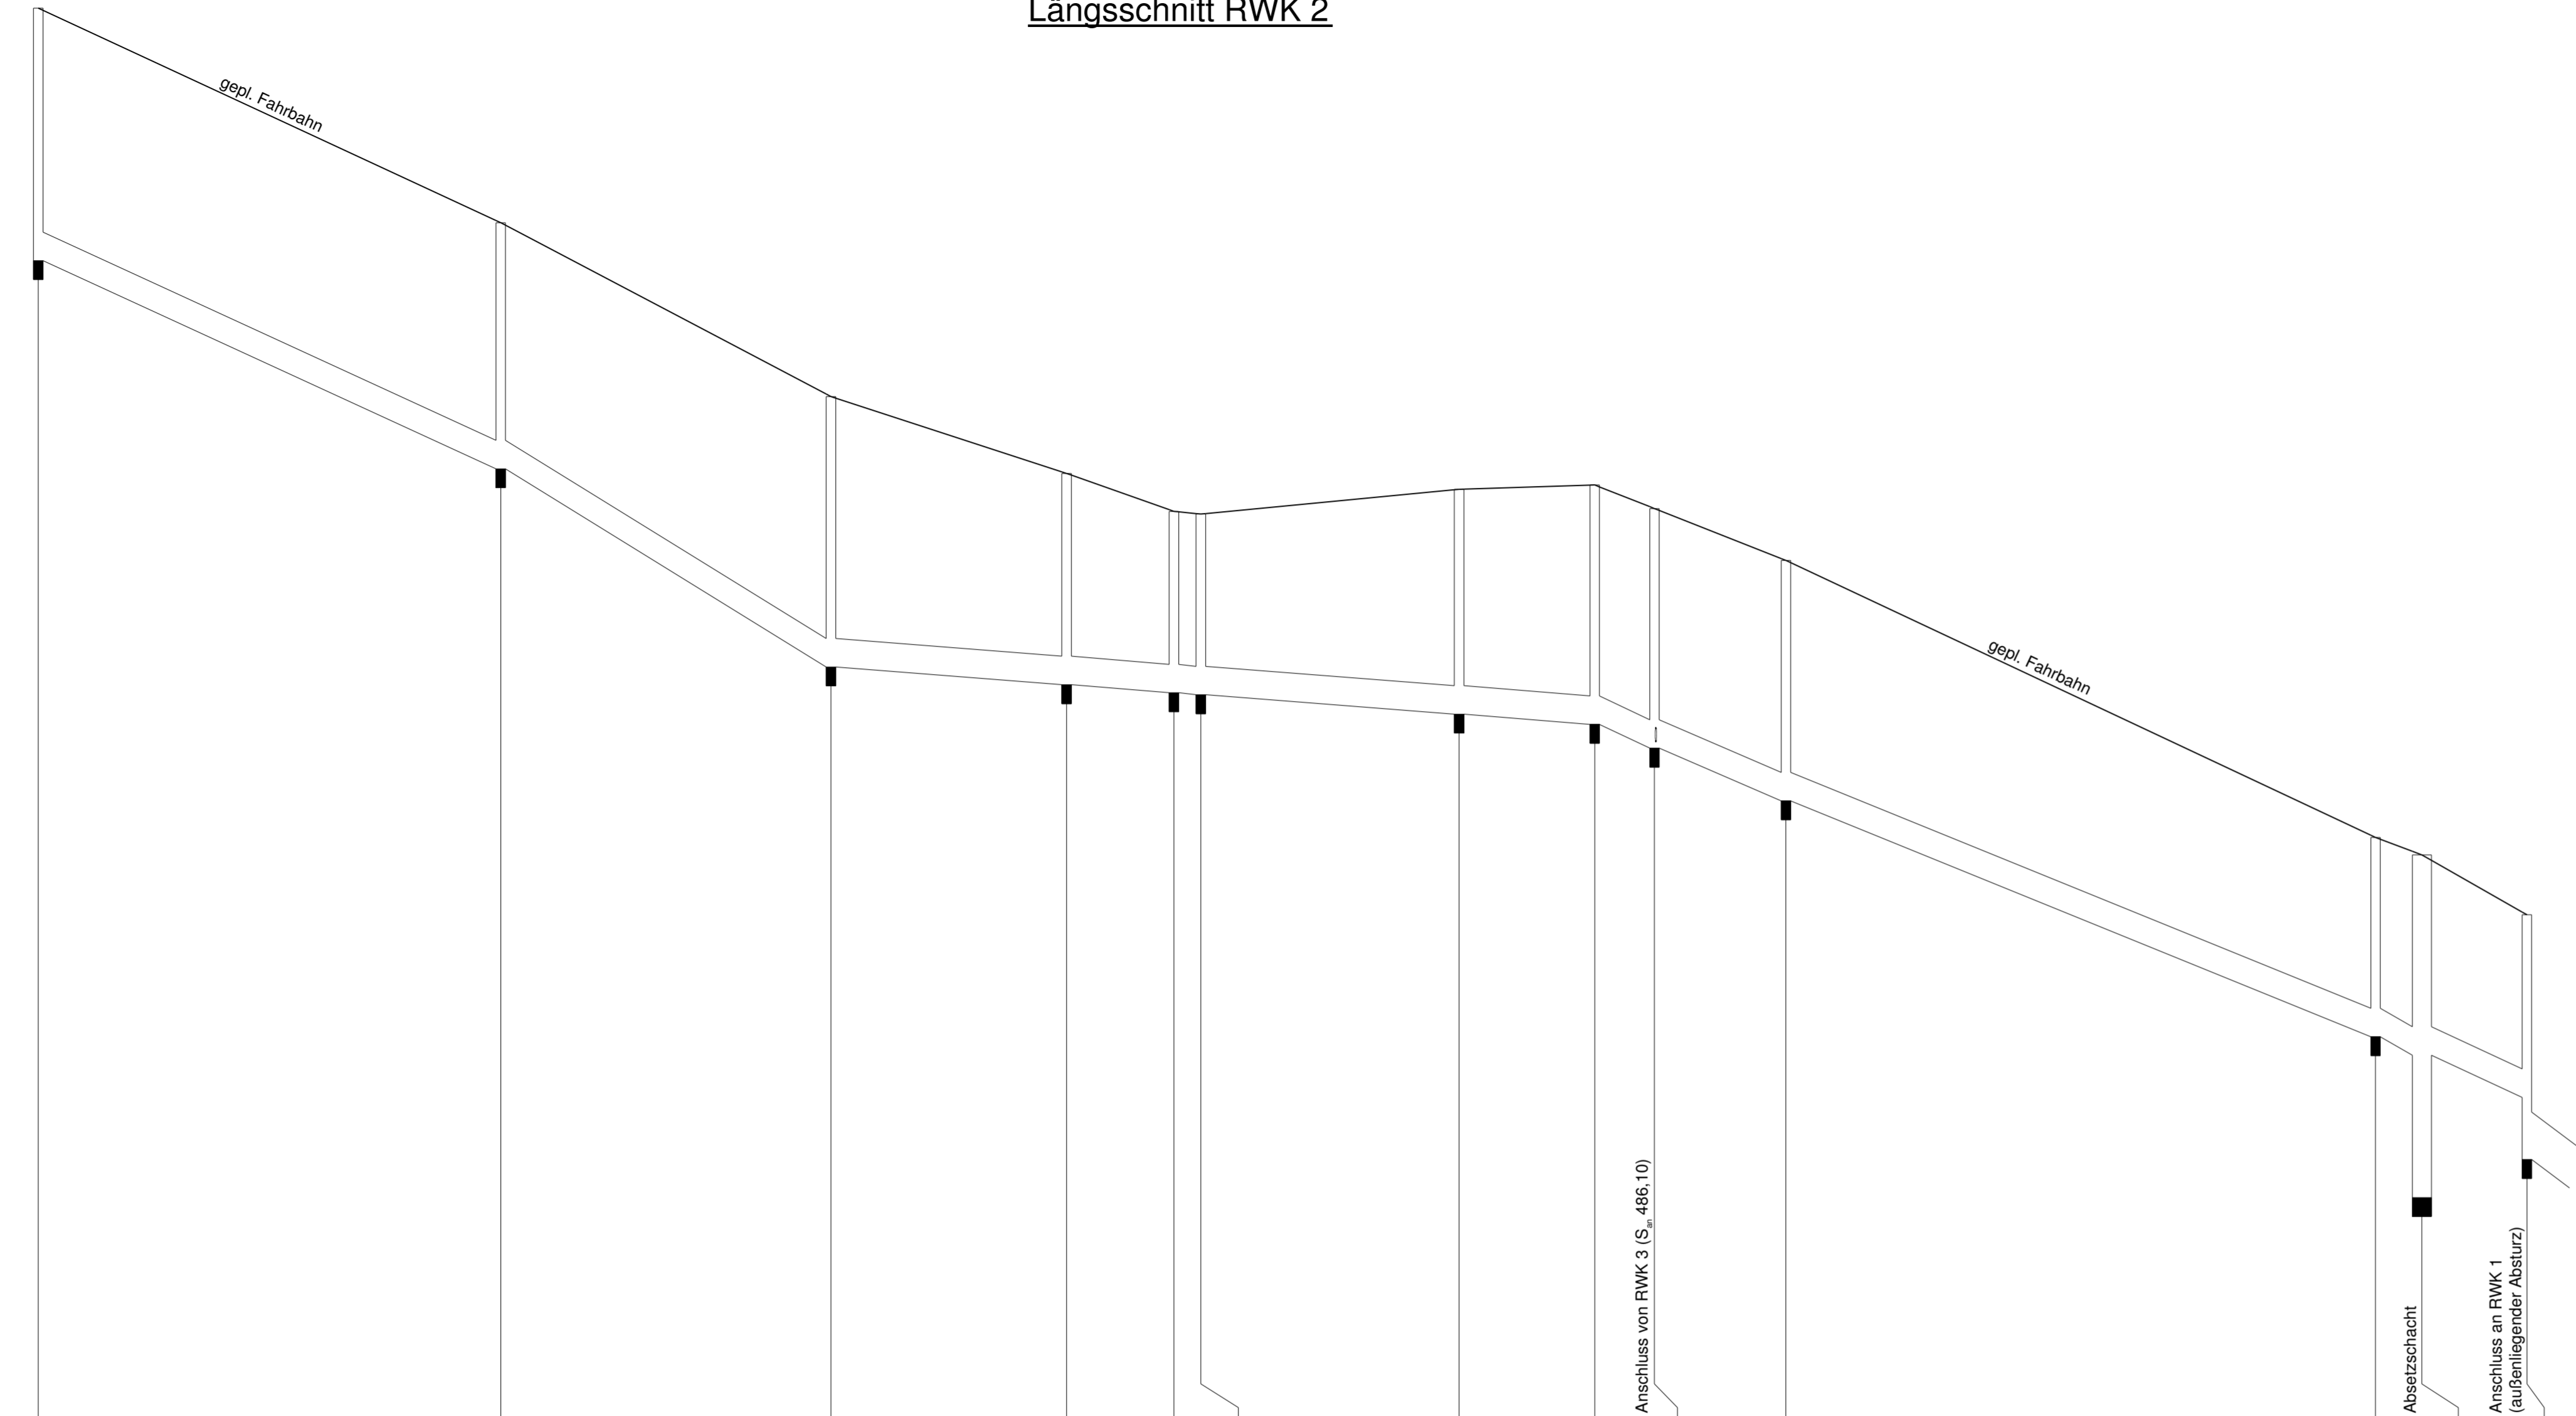 Längsschnitt RWK 2
gepl. Fahrbahn
gepl. Fahrbahn
Anschluss von RWK 3 (San 486,10)
Absetzschacht
Anschluss an RWK 1
(außenliegender Absturz)